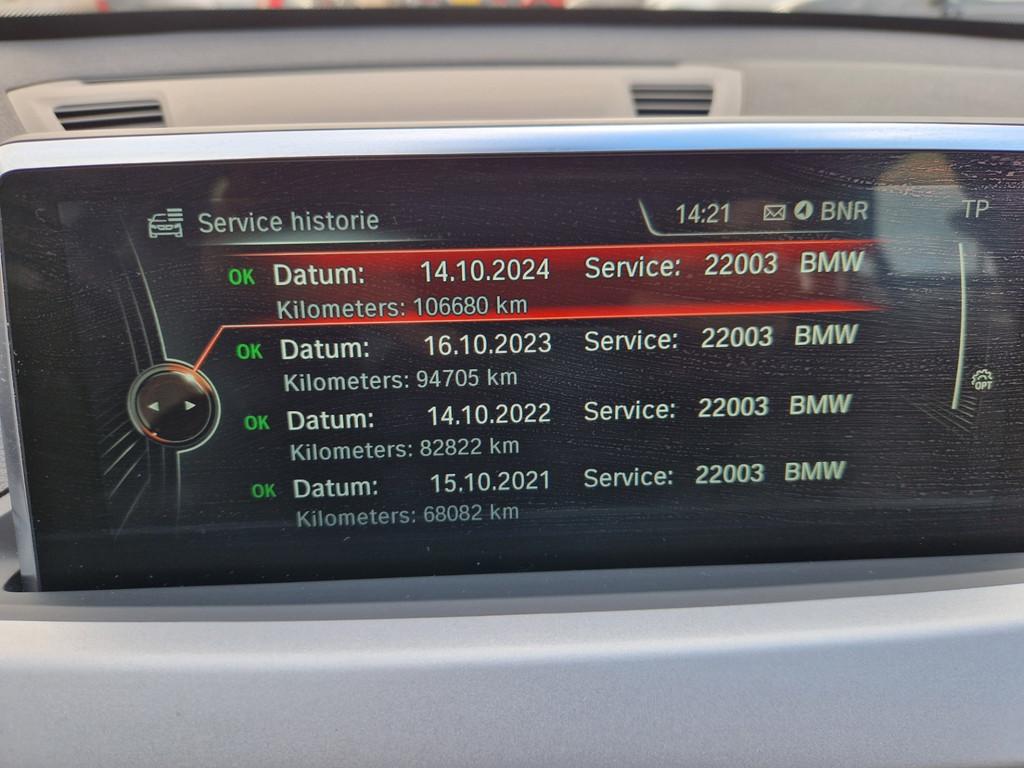 Service historie 14:21 BNR TP
OK Datum: 14.10.2024 Service: 22003 BMW
Kilometers: 106680 km
OK Datum: 16.10.2023 Service: 22003 BMW
Kilometers: 94705 km
OPT
OK Datum: 14.10.2022 Service: 22003 BMW
Kilometers: 82822 km
OK Datum: 15.10.2021 Service: 22003 BMW
Kilometers: 68082 km